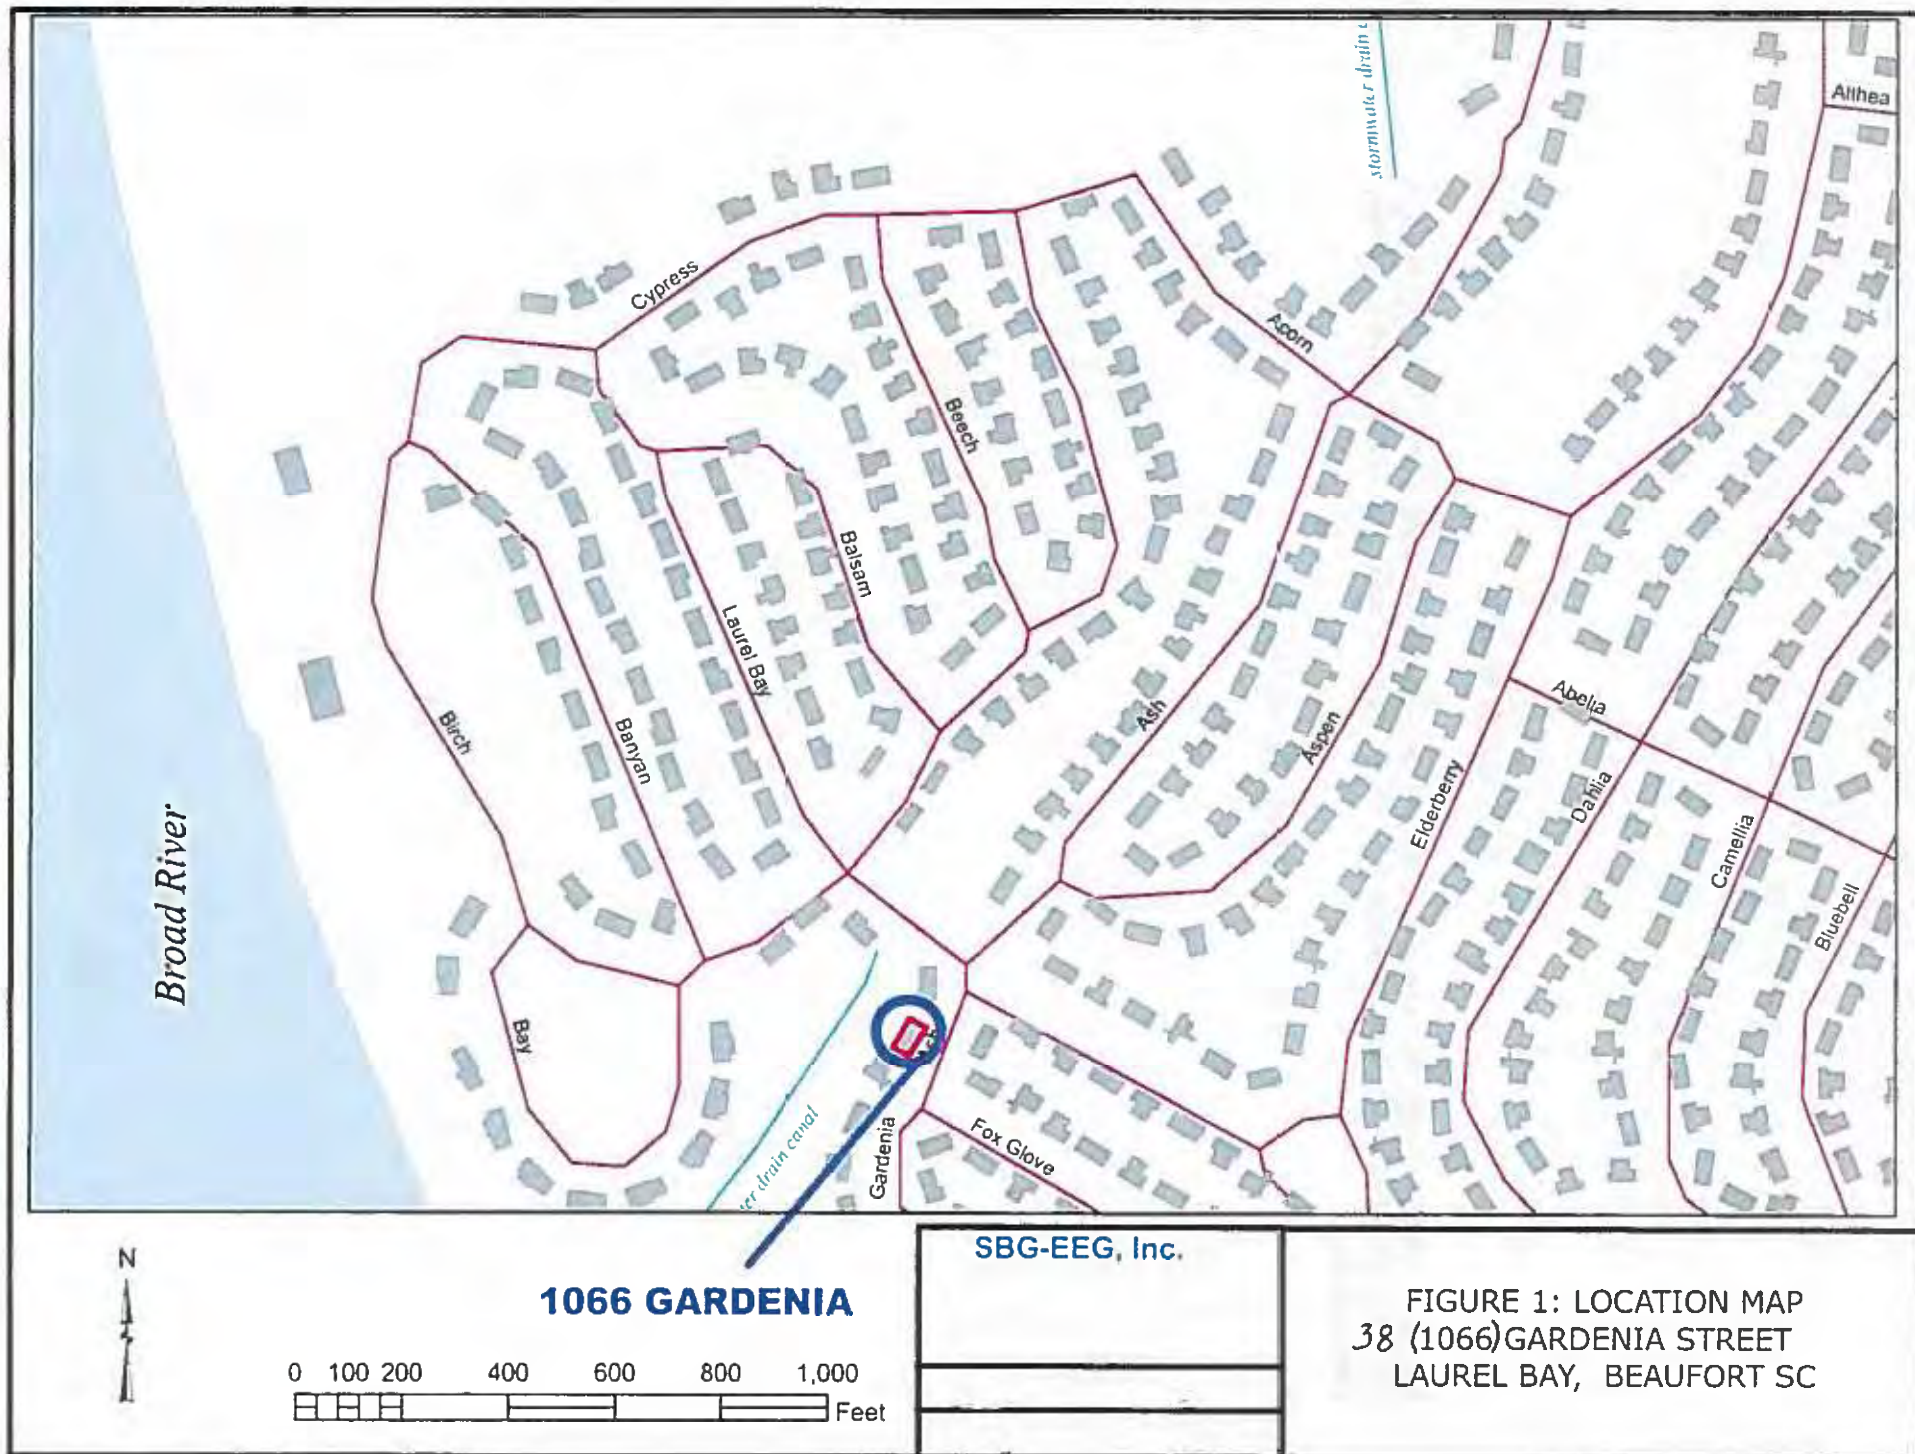 stormwater drain
Althea
Cypress
Acorn
Beech
Balsam
Laurel Bay
Birch
Banyan
Ash
Aspen
Abelia
Elderberry
Dahlia
Camellia
Bluebell
Broad River
Bay
Ash
drain canal
Gardenia
Fox Glove
N
1066 GARDENIA
0 100 200 400 600 800 1,000
Feet
SBG-EEG, Inc.
FIGURE 1: LOCATION MAP
38 (1066)GARDENIA STREET
LAUREL BAY, BEAUFORT SC